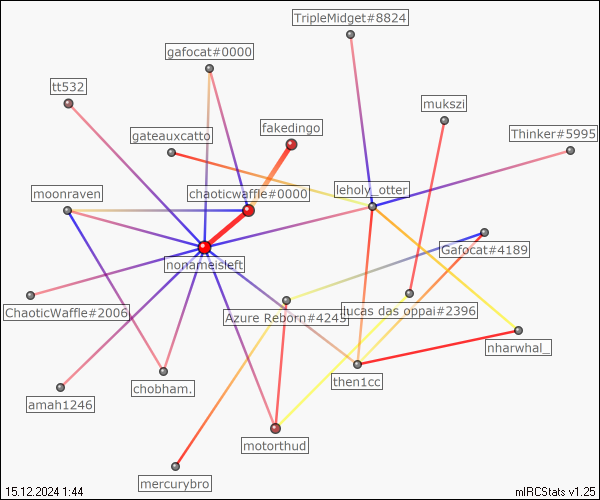 TripleMidget#8824
gafocat#0000
tt532
mukszi
fakedingo
Thinker#5995
gateauxcatto
moonraven
chaoticwaffle#0000
leholy_otter
Gafocat#4189
nonameisleft
ChaoticWaffle#2006
Azure Reborn#4243
lucas das oppai#2396
nharwhal_
then1cc
chobham.
amah1246
motorthud
mercurybro
15.12.2024 1:44
mIRCStats v1.25